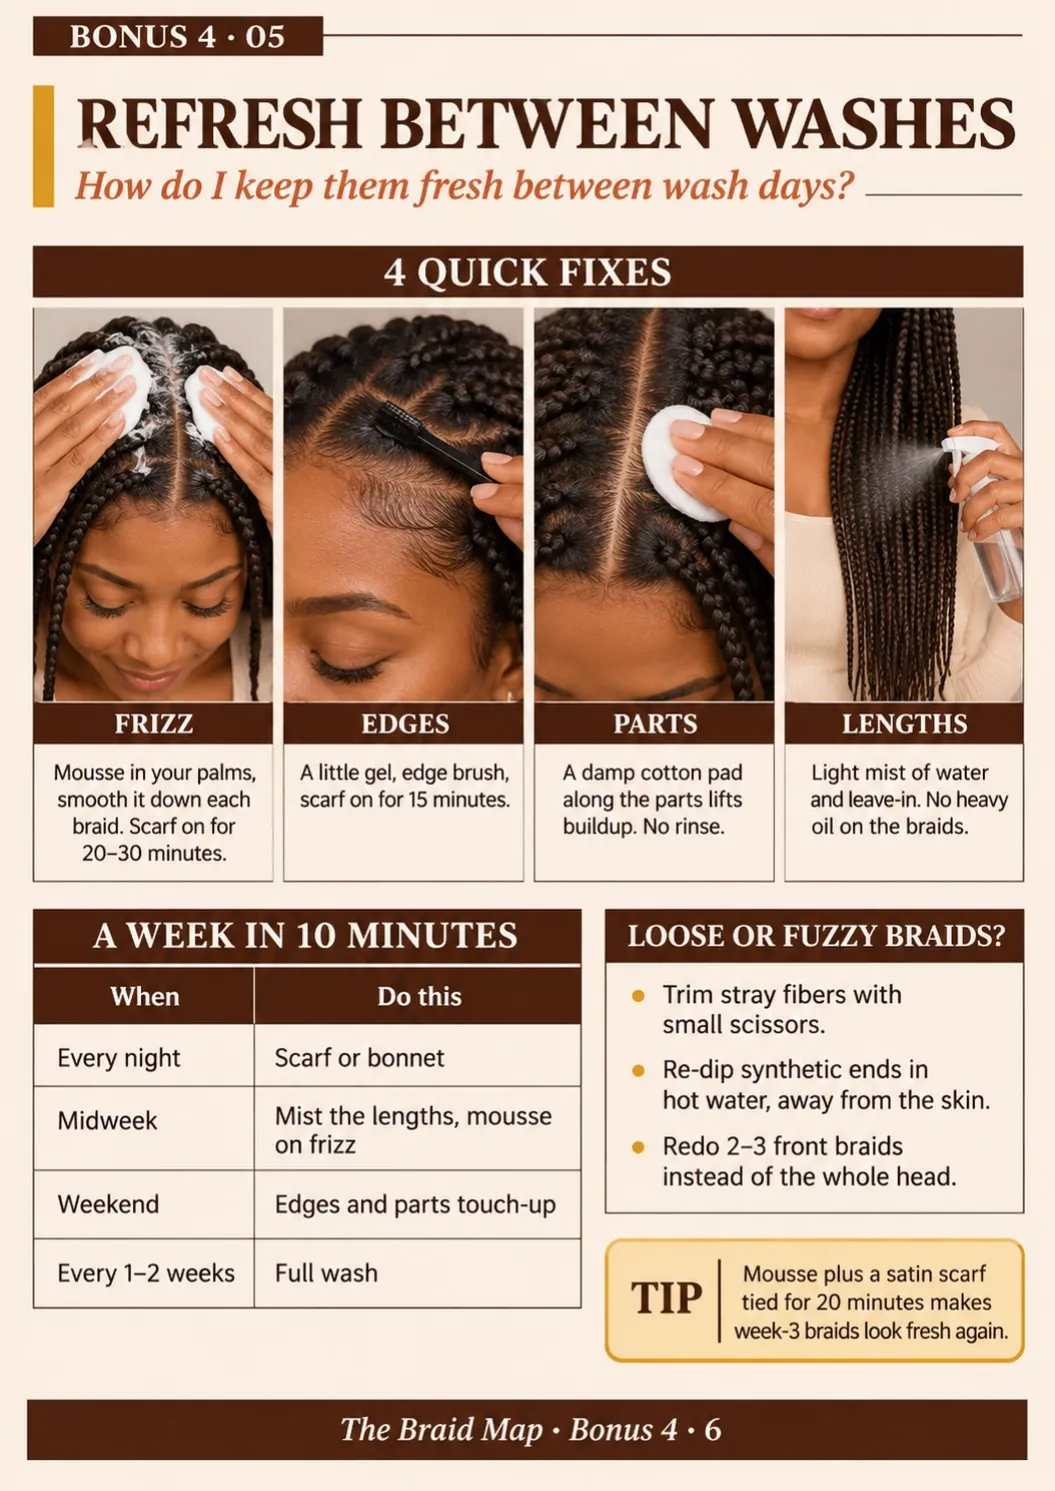 BONUS 4 · 05
REFRESH BETWEEN WASHES
How do I keep them fresh between wash days?
4 QUICK FIXES
FRIZZ
Mousse in your palms,
smooth it down each
braid. Scarf on for
20–30 minutes.
EDGES
A little gel, edge brush,
scarf on for 15 minutes.
PARTS
A damp cotton pad
along the parts lifts
buildup. No rinse.
LENGTHS
Light mist of water
and leave-in. No heavy
oil on the braids.
A WEEK IN 10 MINUTES
When Do this
Every night Scarf or bonnet
Midweek Mist the lengths, mousse
on frizz
Weekend Edges and parts touch-up
Every 1–2 weeks Full wash
LOOSE OR FUZZY BRAIDS?
• Trim stray fibers with
small scissors.
• Re-dip synthetic ends in
hot water, away from the skin.
• Redo 2–3 front braids
instead of the whole head.
TIP
Mousse plus a satin scarf
tied for 20 minutes makes
week-3 braids look fresh again.
The Braid Map · Bonus 4 · 6